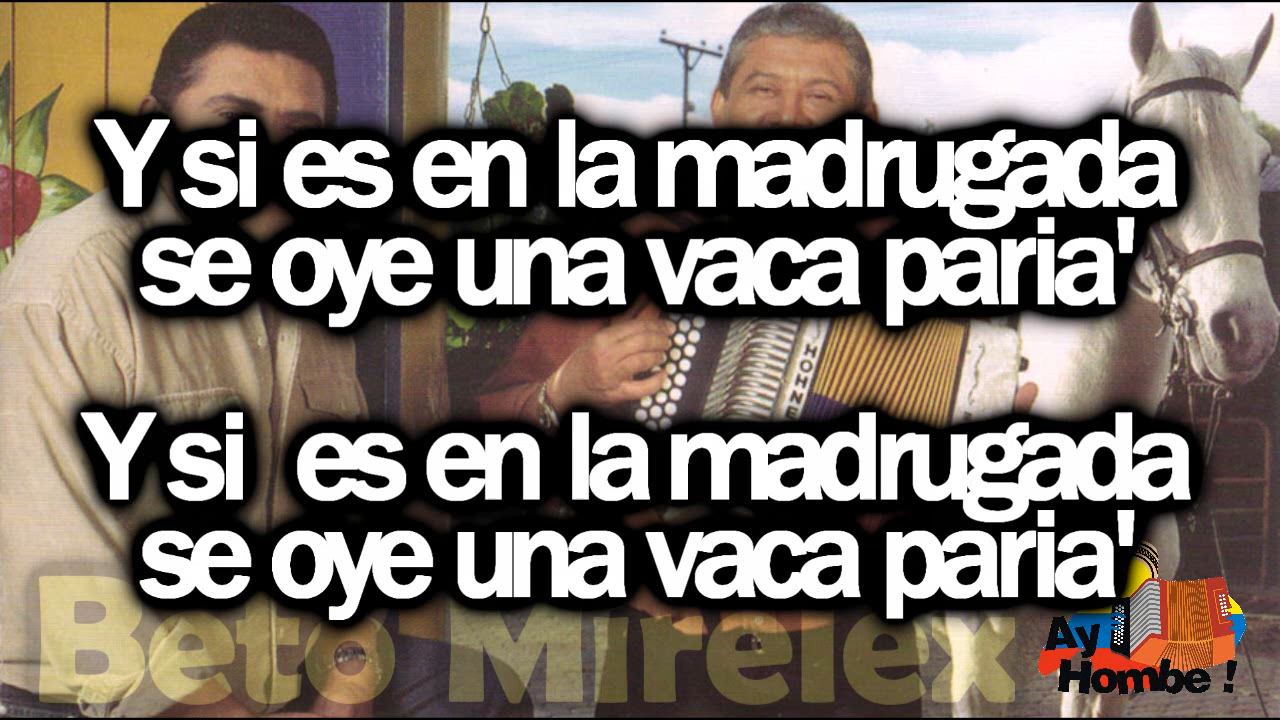 Y si es en la madrugada
se oye una vaca paria'
Y si es en la madrugada
se oye una vaca paria'
Beto Mirelex
Ay
Hombe !